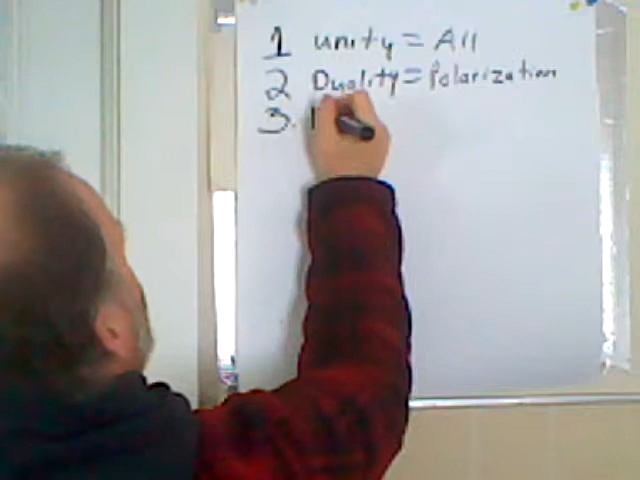 1 unity = All
2 Duality = Polarization
3.